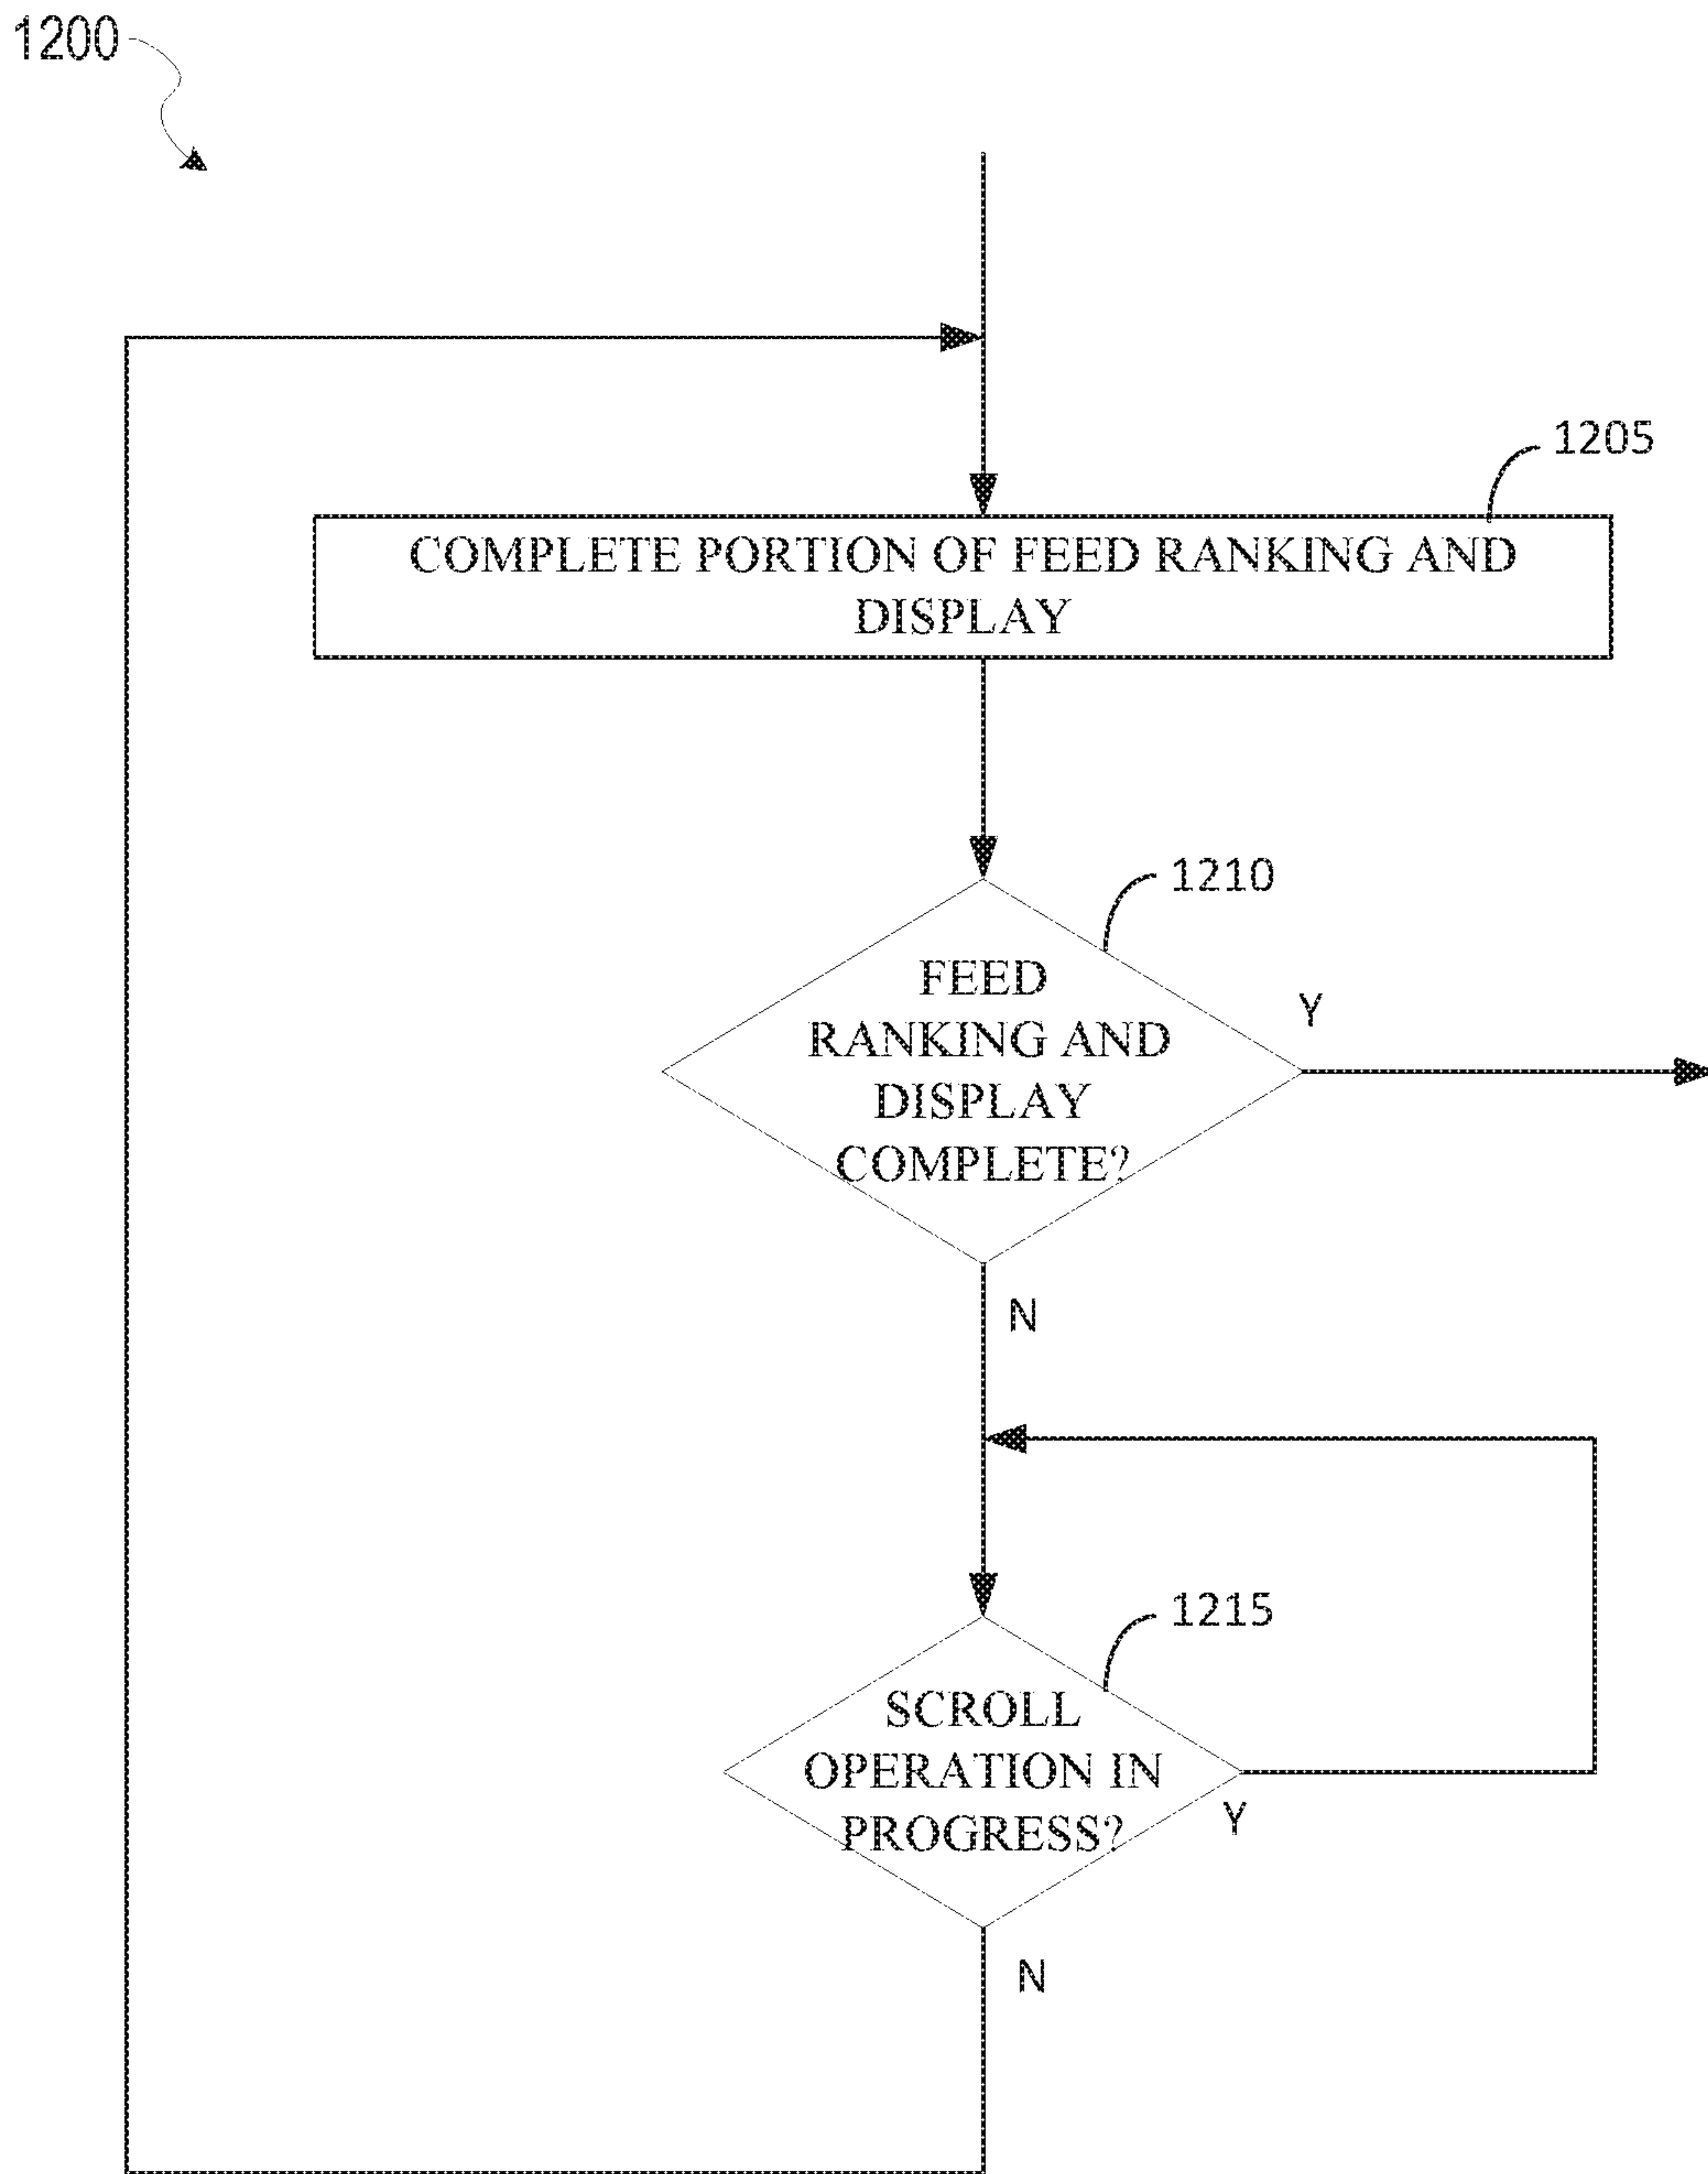 1200
1205
COMPLETE PORTION OF FEED RANKING AND
DISPLAY
1210
FEED
RANKING AND
DISPLAY
COMPLETE?
Y
N
1215
SCROLL
OPERATION IN
PROGRESS?
Y
N